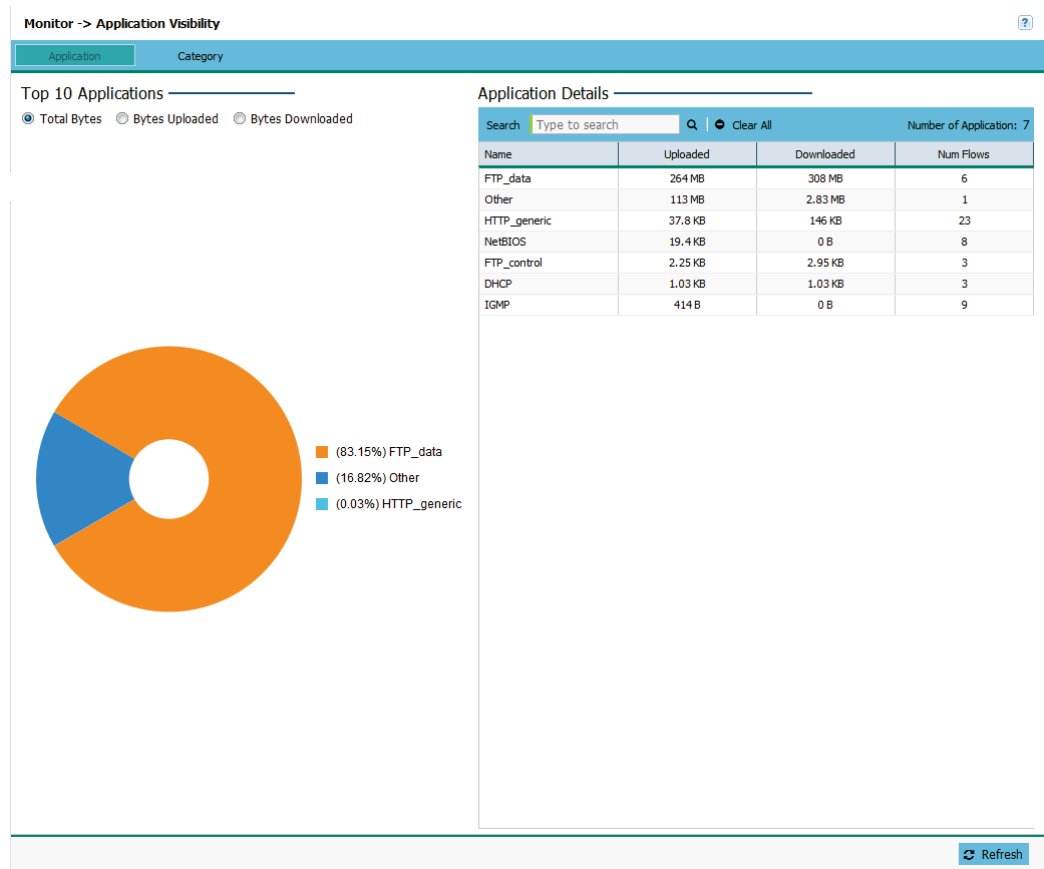 Monitor -> Application Visibility
?
Application Category
Top 10 Applications
Total Bytes Bytes Uploaded Bytes Downloaded
(83.15%) FTP_data
(16.82%) Other
(0.03%) HTTP_generic
Application Details
Search Type to search Clear All Number of Application: 7
Name Uploaded Downloaded Num Flows
FTP_data 264 MB 308 MB 6
Other 113 MB 2.83 MB 1
HTTP_generic 37.8 KB 146 KB 23
NetBIOS 19.4 KB 0 B 8
FTP_control 2.25 KB 2.95 KB 3
DHCP 1.03 KB 1.03 KB 3
IGMP 414 B 0 B 9
Refresh